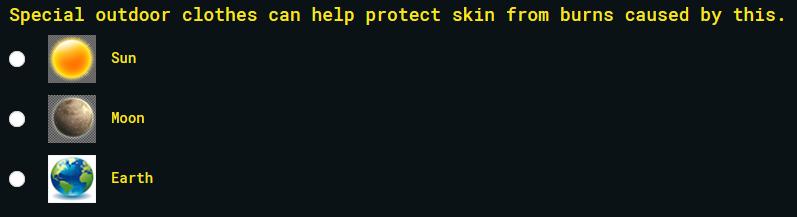 Special outdoor clothes can help protect skin from burns caused by this.
Sun
Moon
Earth